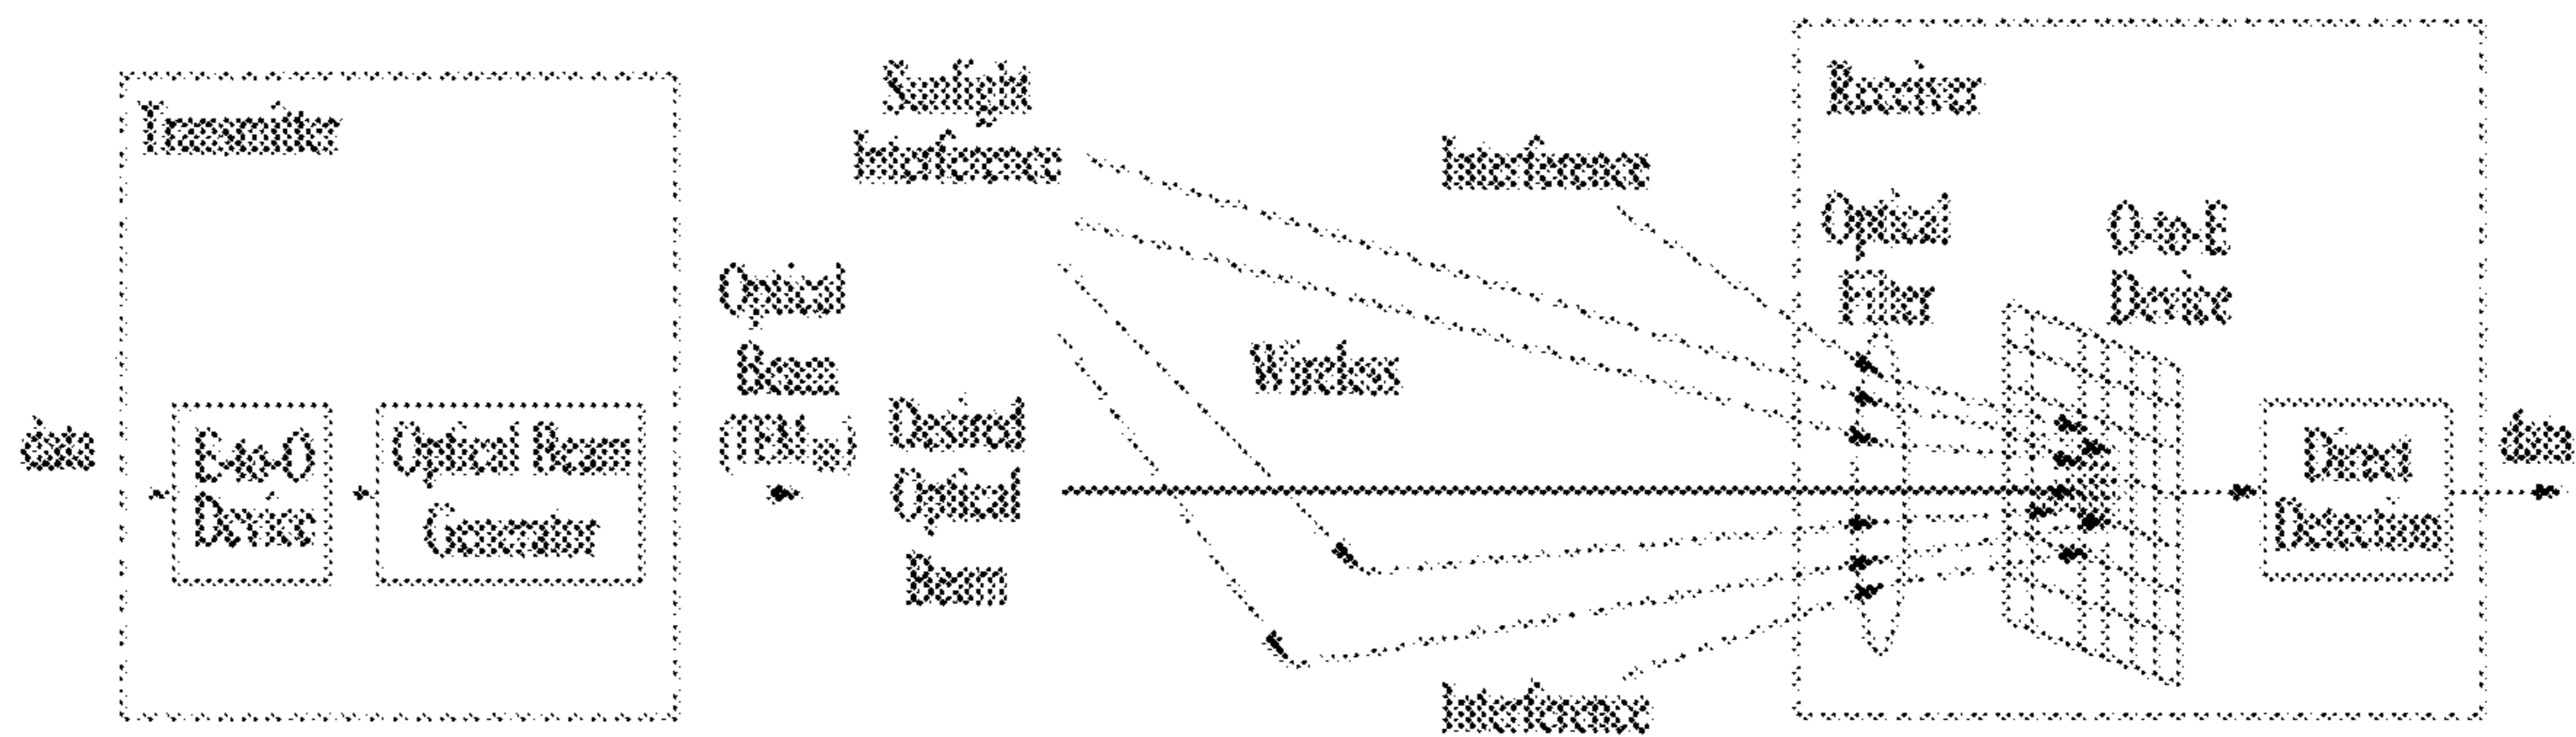 Transmitter
data
E-to-O
Device
Optical Beam
Generator
Optical
Beam
(TEM₀₀)
Sunlight
Interference
Desired
Optical
Beam
Wireless
Interference
Interference
Receiver
Optical
Filter
O-to-E
Device
Direct
Detection
data